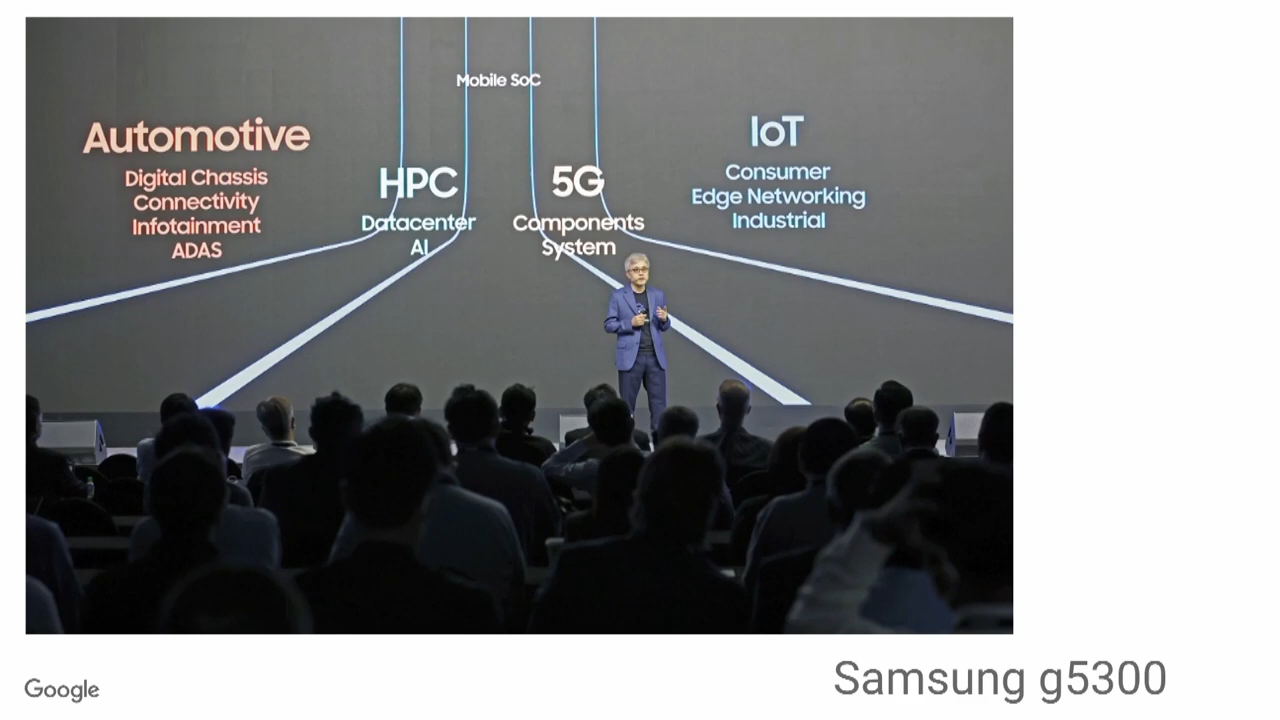 Mobile SoC
Automotive
Digital Chassis
Connectivity
Infotainment
ADAS
HPC
Datacenter
AI
5G
Components
System
IoT
Consumer
Edge Networking
Industrial
Google
Samsung g5300